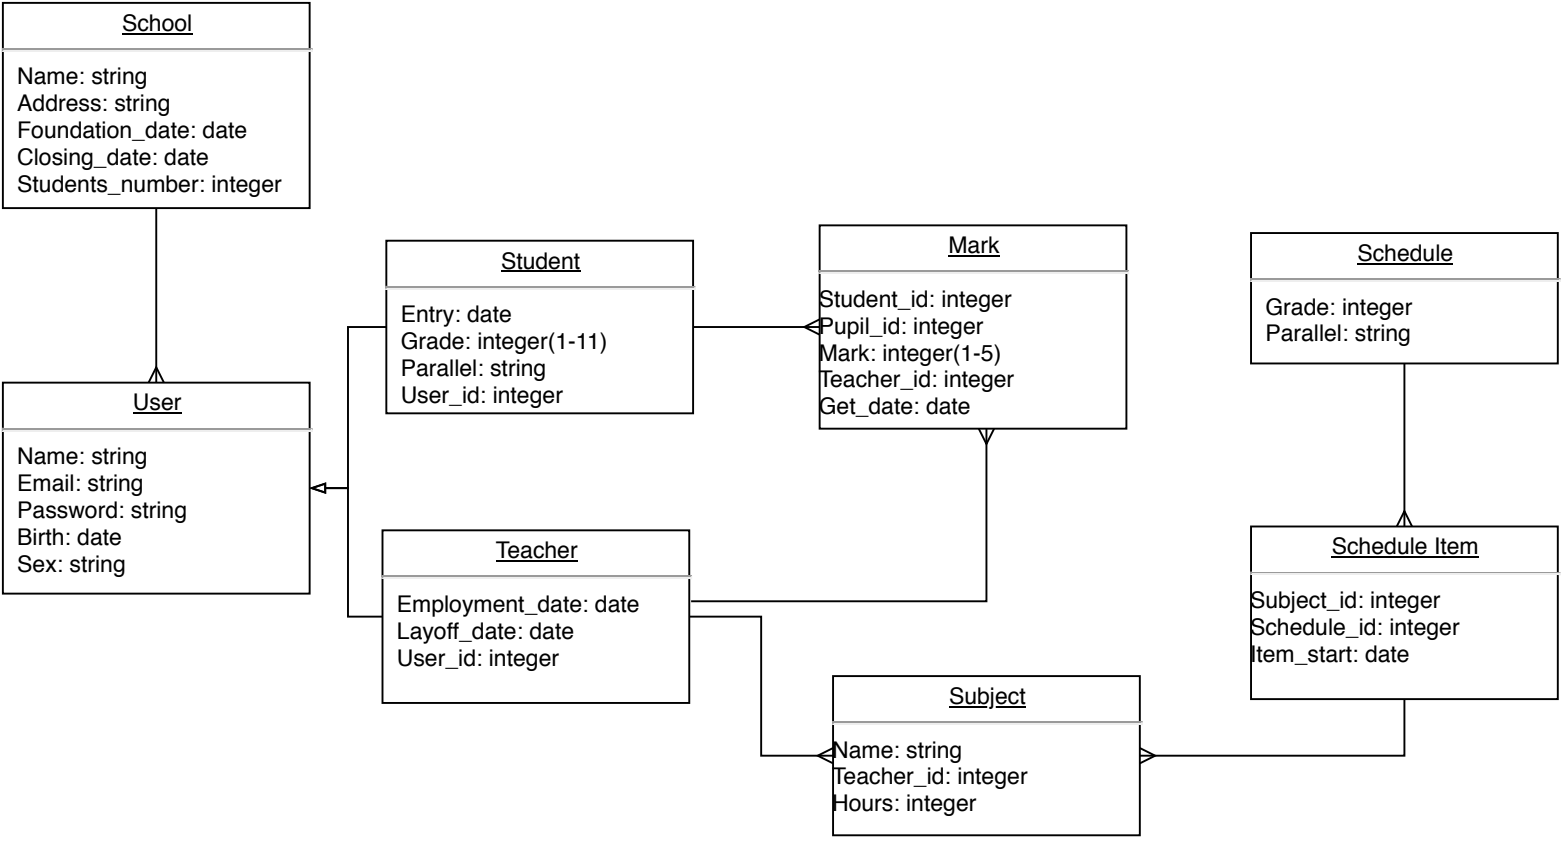 School
Name: string
Address: string
Foundation_date: date
Closing_date: date
Students_number: integer
User
Name: string
Email: string
Password: string
Birth: date
Sex: string
Student
Entry: date
Grade: integer(1-11)
Parallel: string
User_id: integer
Teacher
Employment_date: date
Layoff_date: date
User_id: integer
Mark
Student_id: integer
Pupil_id: integer
Mark: integer(1-5)
Teacher_id: integer
Get_date: date
Subject
Name: string
Teacher_id: integer
Hours: integer
Schedule
Grade: integer
Parallel: string
Schedule Item
Subject_id: integer
Schedule_id: integer
Item_start: date